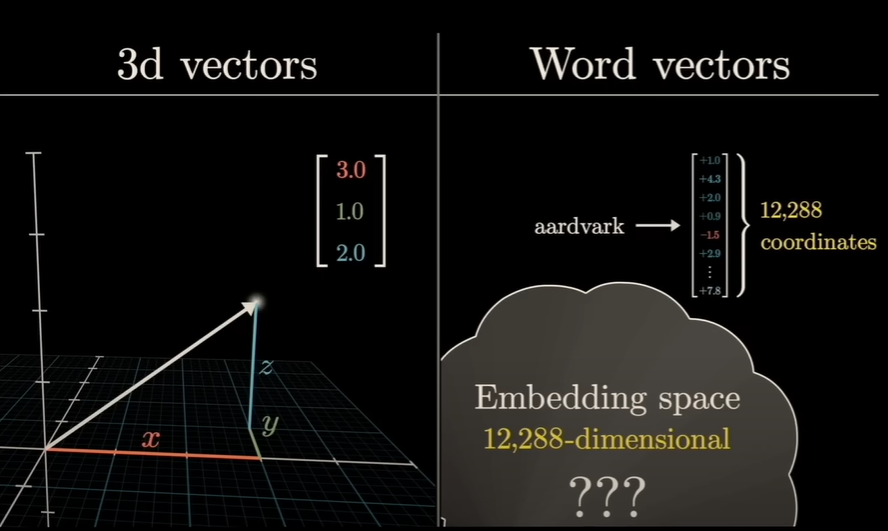 3d vectors
3.0
1.0
2.0
z
y
x
Word vectors
aardvark
+1.0
+4.3
+2.0
+0.9
−1.5
+2.9
⋮
+7.8
12,288
coordinates
Embedding space
12,288-dimensional
???